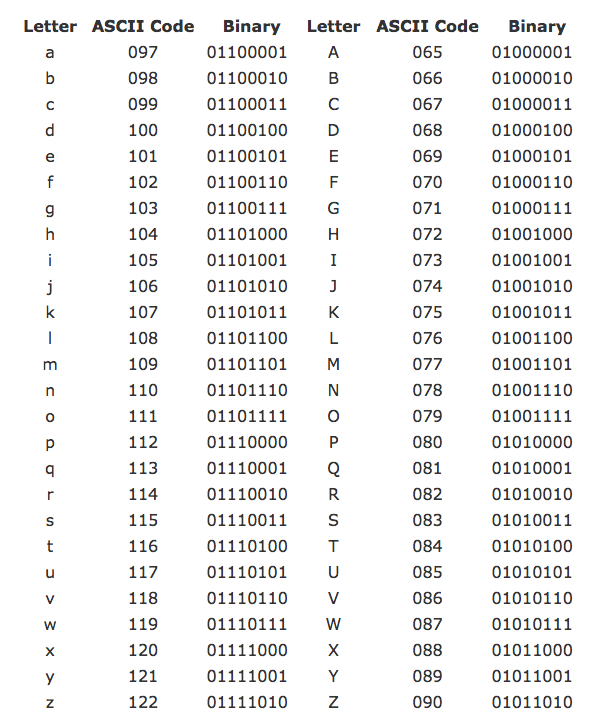 Letter ASCII Code Binary Letter ASCII Code Binary
a 097 01100001 A 065 01000001
b 098 01100010 B 066 01000010
c 099 01100011 C 067 01000011
d 100 01100100 D 068 01000100
e 101 01100101 E 069 01000101
f 102 01100110 F 070 01000110
g 103 01100111 G 071 01000111
h 104 01101000 H 072 01001000
i 105 01101001 I 073 01001001
j 106 01101010 J 074 01001010
k 107 01101011 K 075 01001011
l 108 01101100 L 076 01001100
m 109 01101101 M 077 01001101
n 110 01101110 N 078 01001110
o 111 01101111 O 079 01001111
p 112 01110000 P 080 01010000
q 113 01110001 Q 081 01010001
r 114 01110010 R 082 01010010
s 115 01110011 S 083 01010011
t 116 01110100 T 084 01010100
u 117 01110101 U 085 01010101
v 118 01110110 V 086 01010110
w 119 01110111 W 087 01010111
x 120 01111000 X 088 01011000
y 121 01111001 Y 089 01011001
z 122 01111010 Z 090 01011010